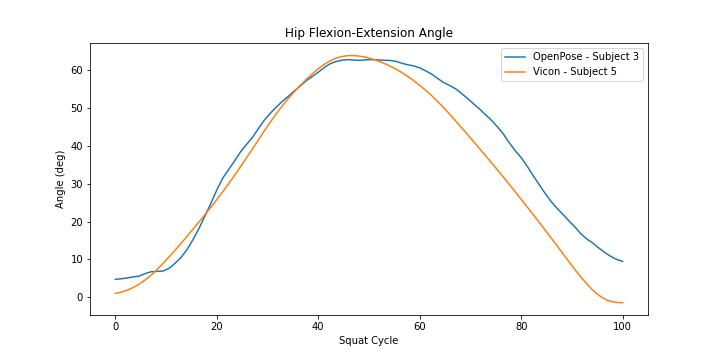 Hip Flexion-Extension Angle
OpenPose - Subject 3
Vicon - Subject 5
Angle (deg)
60
50
40
30
20
10
0
0 20 40 60 80 100
Squat Cycle